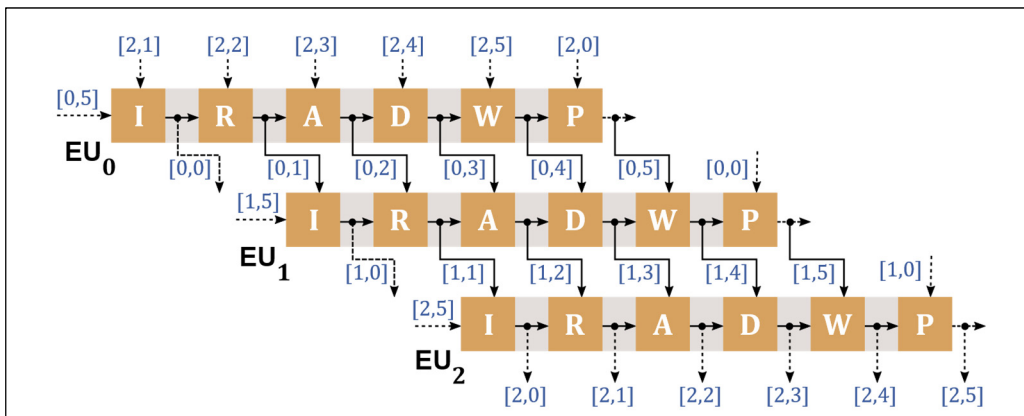 [2,1] [2,2] [2,3] [2,4] [2,5] [2,0]
[0,5] I R A D W P
EU0 [0,0] [0,1] [0,2] [0,3] [0,4] [0,5] [0,0]
[1,5] I R A D W P
EU1 [1,0] [1,1] [1,2] [1,3] [1,4] [1,5] [1,0]
[2,5] I R A D W P
EU2 [2,0] [2,1] [2,2] [2,3] [2,4] [2,5]